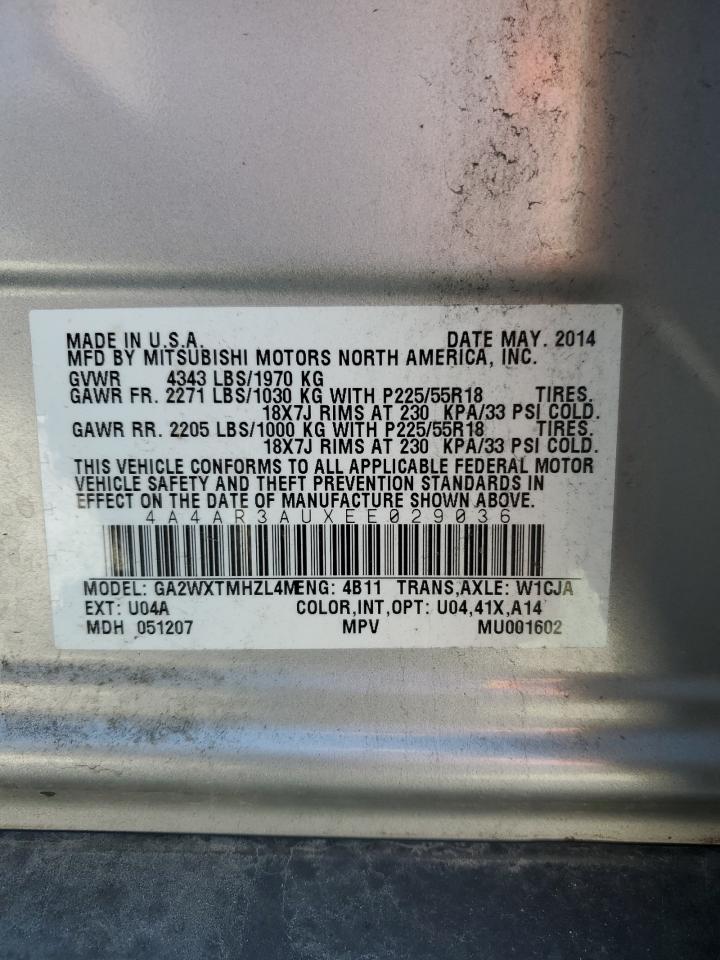 MADE IN U.S.A. DATE MAY. 2014
MFD BY MITSUBISHI MOTORS NORTH AMERICA, INC.
GVWR 4343 LBS/1970 KG
GAWR FR. 2271 LBS/1030 KG WITH P225/55R18 TIRES.
18X7J RIMS AT 230 KPA/33 PSI COLD.
GAWR RR. 2205 LBS/1000 KG WITH P225/55R18 TIRES.
18X7J RIMS AT 230 KPA/33 PSI COLD.
THIS VEHICLE CONFORMS TO ALL APPLICABLE FEDERAL MOTOR
VEHICLE SAFETY AND THEFT PREVENTION STANDARDS IN
EFFECT ON THE DATE OF MANUFACTURE SHOWN ABOVE.
4A4AR3AUXEE029036
MODEL: GA2WXTMHZL4M ENG: 4B11 TRANS,AXLE: W1CJA
EXT: U04A COLOR,INT,OPT: U04,41X,A14
MDH 051207 MPV MU001602